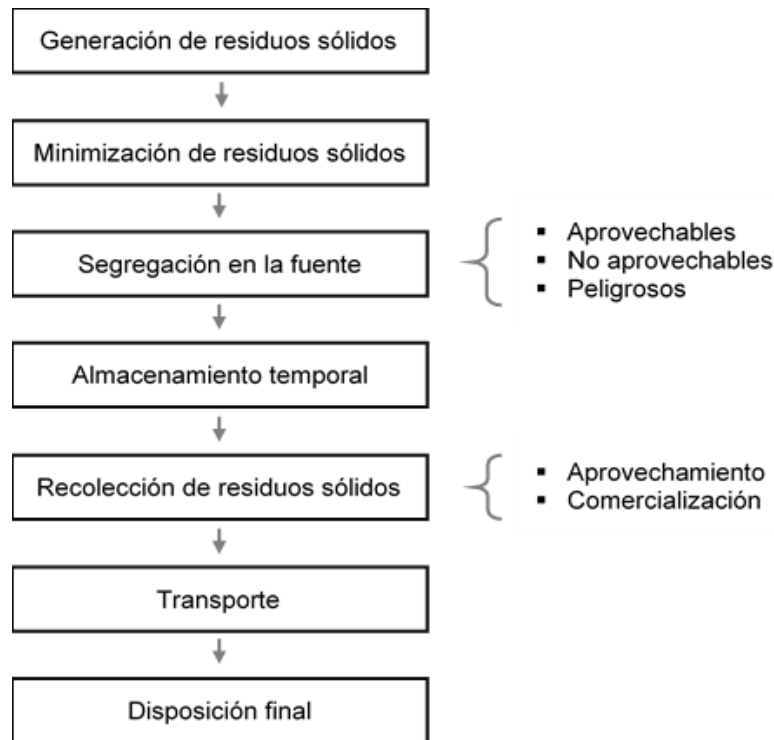 Generación de residuos sólidos
Minimización de residuos sólidos
Segregación en la fuente
▪ Aprovechables
▪ No aprovechables
▪ Peligrosos
Almacenamiento temporal
Recolección de residuos sólidos
▪ Aprovechamiento
▪ Comercialización
Transporte
Disposición final